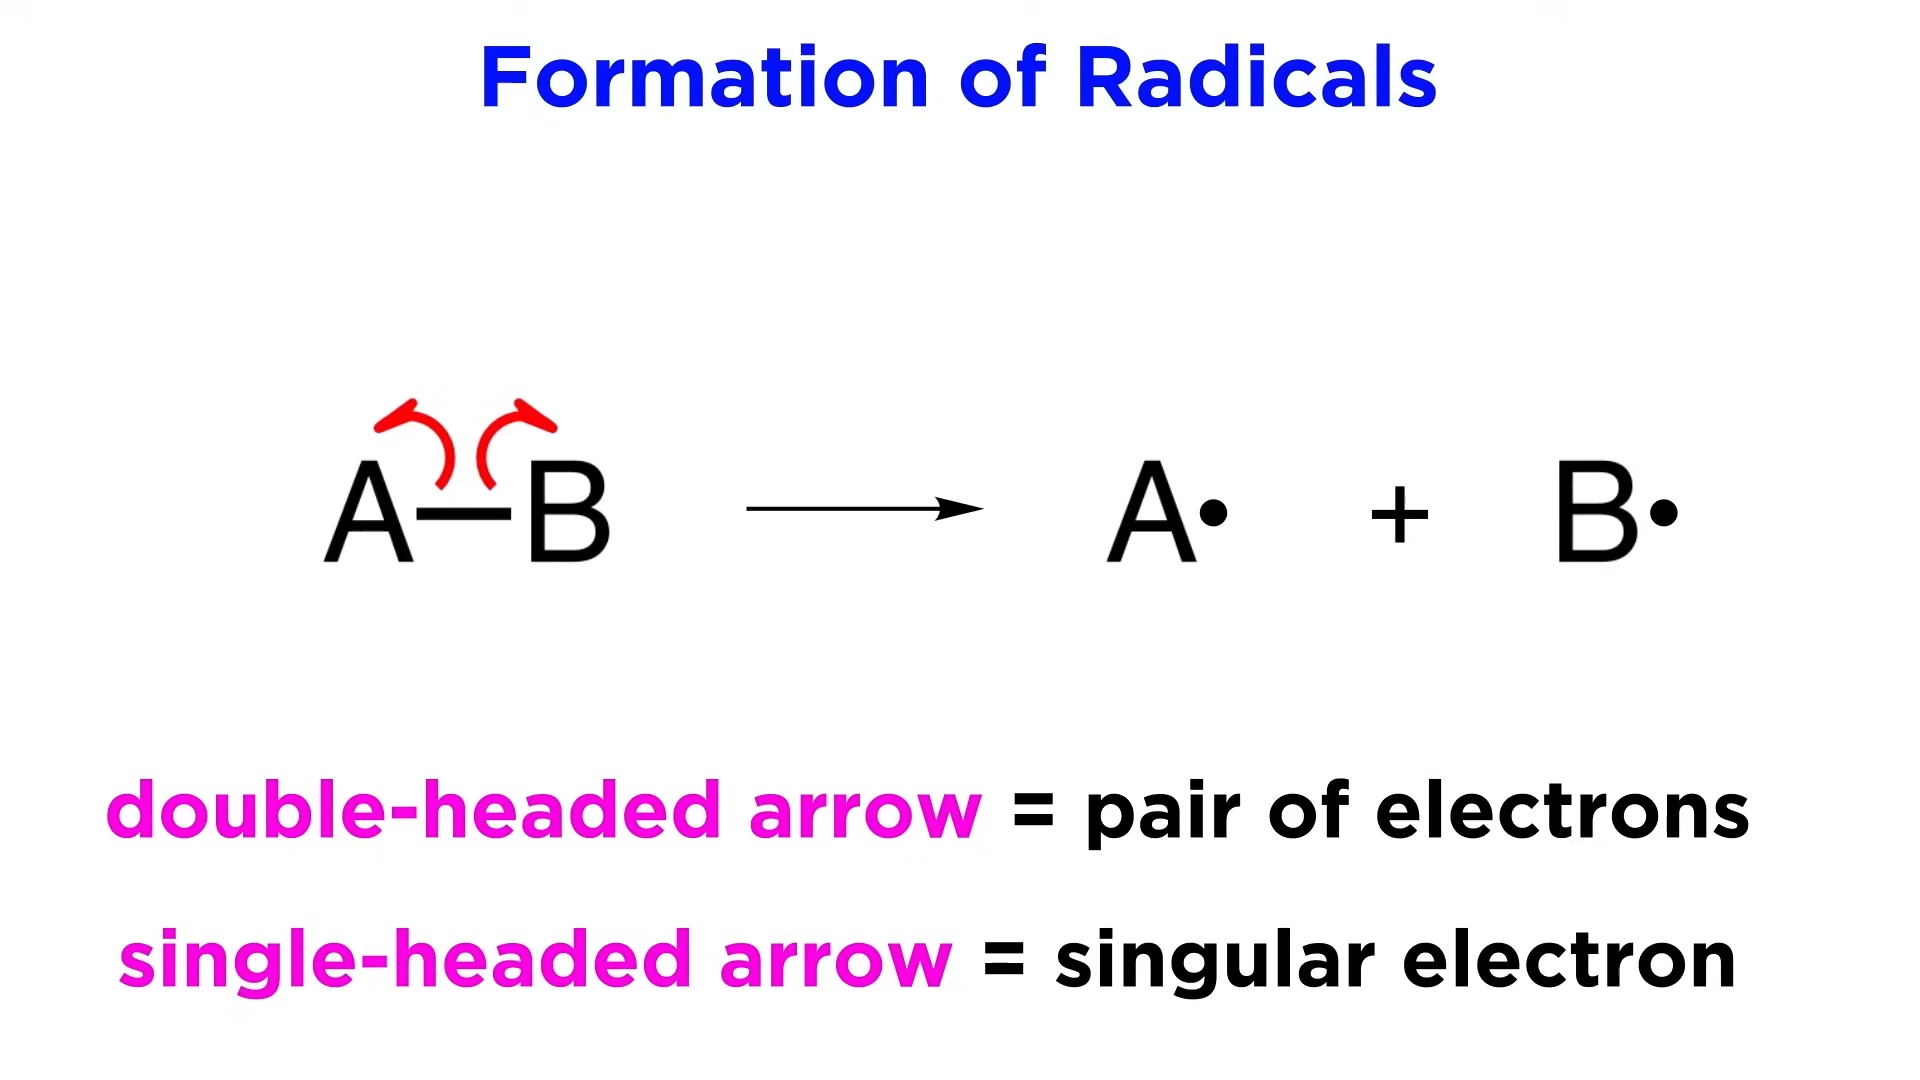 Formation of Radicals
A—B → A• + B•
double-headed arrow = pair of electrons
single-headed arrow = singular electron